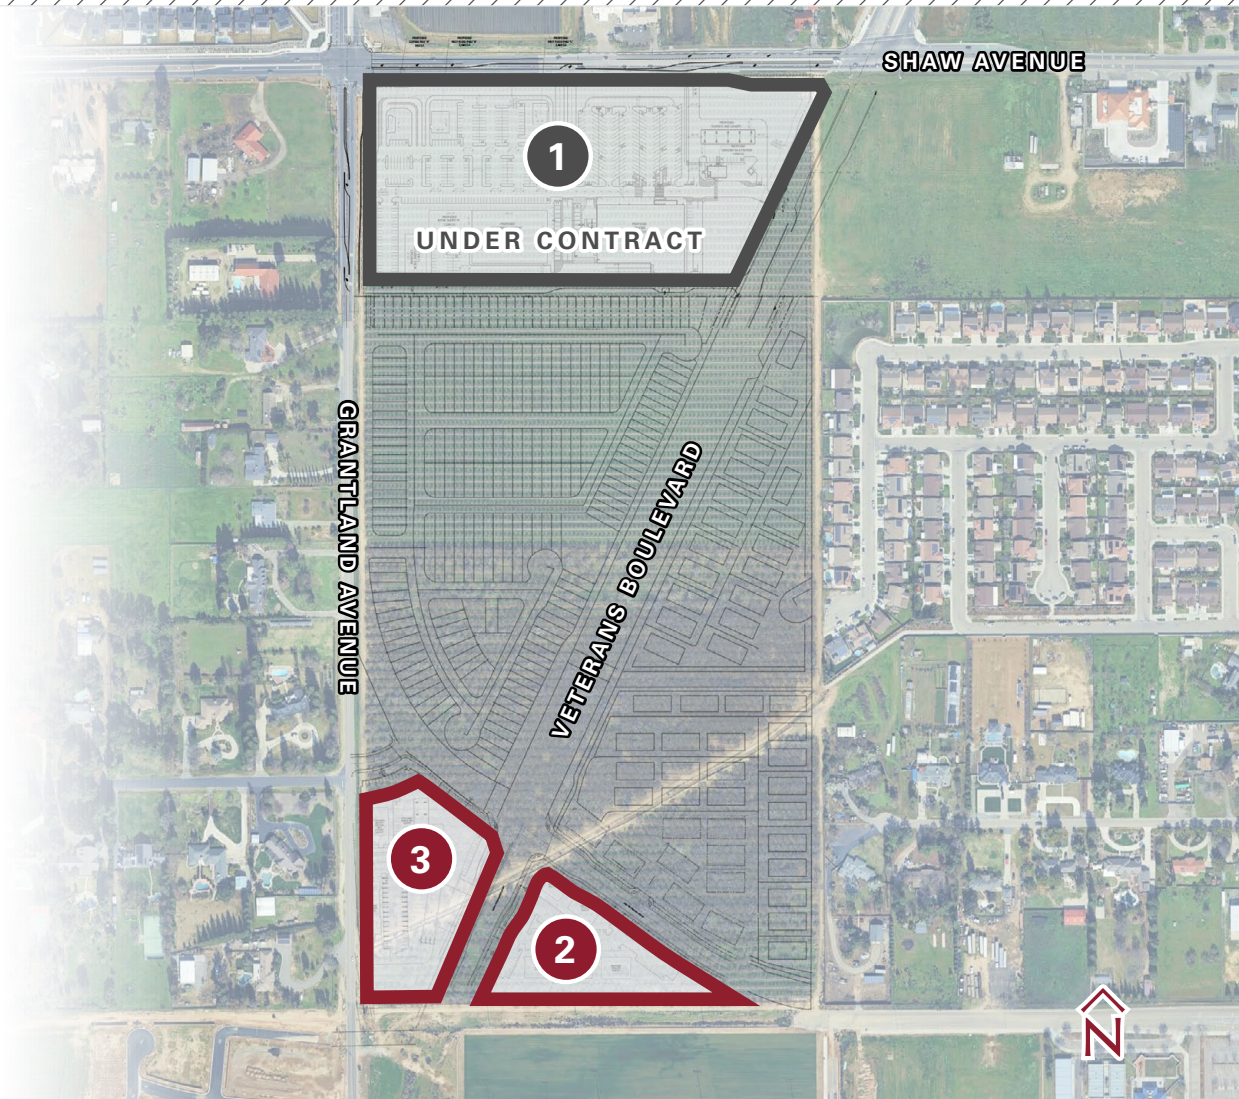 SHAW AVENUE
1
UNDER CONTRACT
GRANTLAND AVENUE
VETERANS BOULEVARD
3
2
N